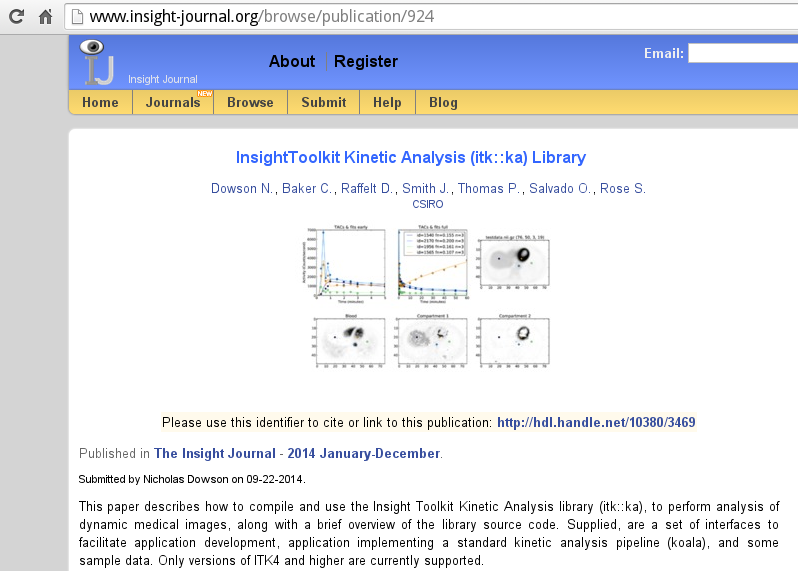 www.insight-journal.org/browse/publication/924
Insight Journal
About | Register
Email:
Home Journals NEW Browse Submit Help Blog
InsightToolkit Kinetic Analysis (itk::ka) Library
Dowson N., Baker C., Raffelt D., Smith J., Thomas P., Salvado O., Rose S.
CSIRO
TACs & fits early TACs & fits full
Time (minutes) Time (minutes)
Blood Compartment 1 Compartment 2
Please use this identifier to cite or link to this publication: http://hdl.handle.net/10380/3469
Published in The Insight Journal - 2014 January-December.
Submitted by Nicholas Dowson on 09-22-2014.
This paper describes how to compile and use the Insight Toolkit Kinetic Analysis library (itk::ka), to perform analysis of
dynamic medical images, along with a brief overview of the library source code. Supplied, are a set of interfaces to
facilitate application development, application implementing a standard kinetic analysis pipeline (koala), and some
sample data. Only versions of ITK4 and higher are currently supported.